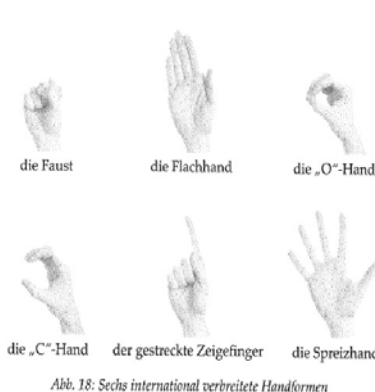 die Faust
die Flachhand
die „O“-Hand
die „C“-Hand
der gestreckte Zeigefinger
die Spreizhand
Abb. 18: Sechs international verbreitete Handformen